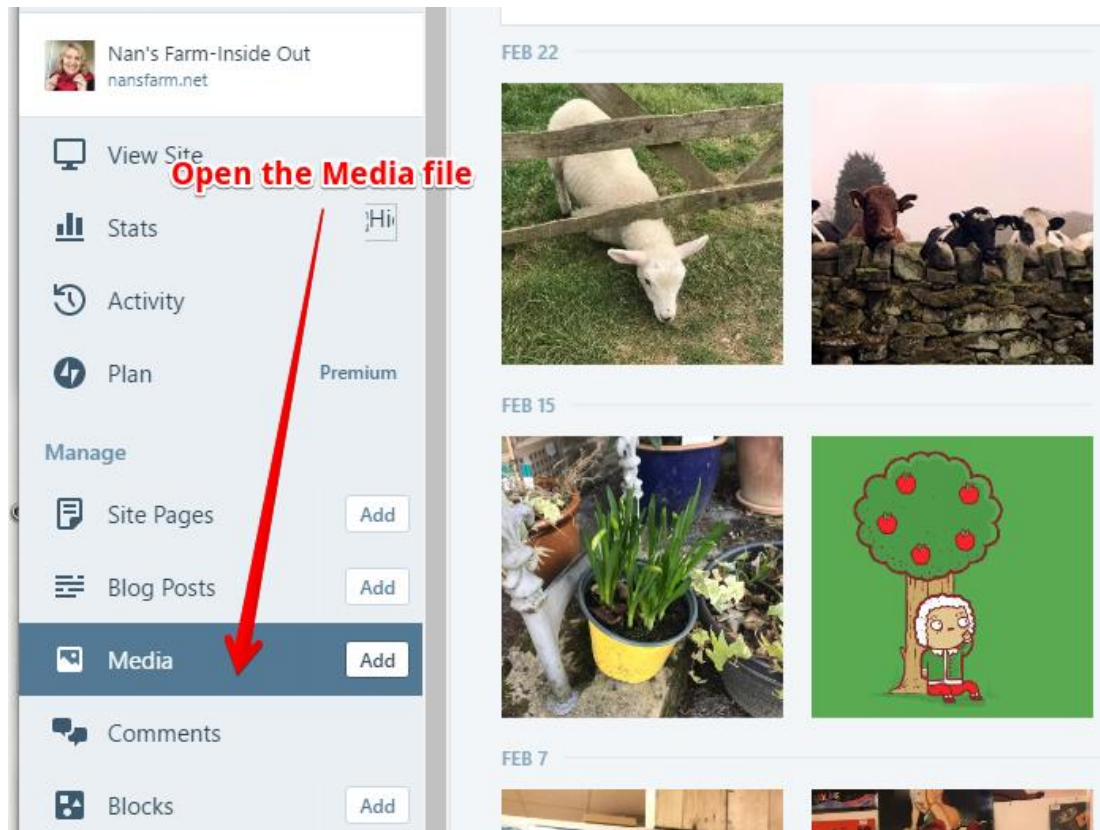 Nan's Farm-Inside Out
nansfarm.net
View Site
Open the Media file
Stats
Activity
Plan Premium
Manage
Site Pages Add
Blog Posts Add
Media Add
Comments
Blocks Add
FEB 22
FEB 15
FEB 7